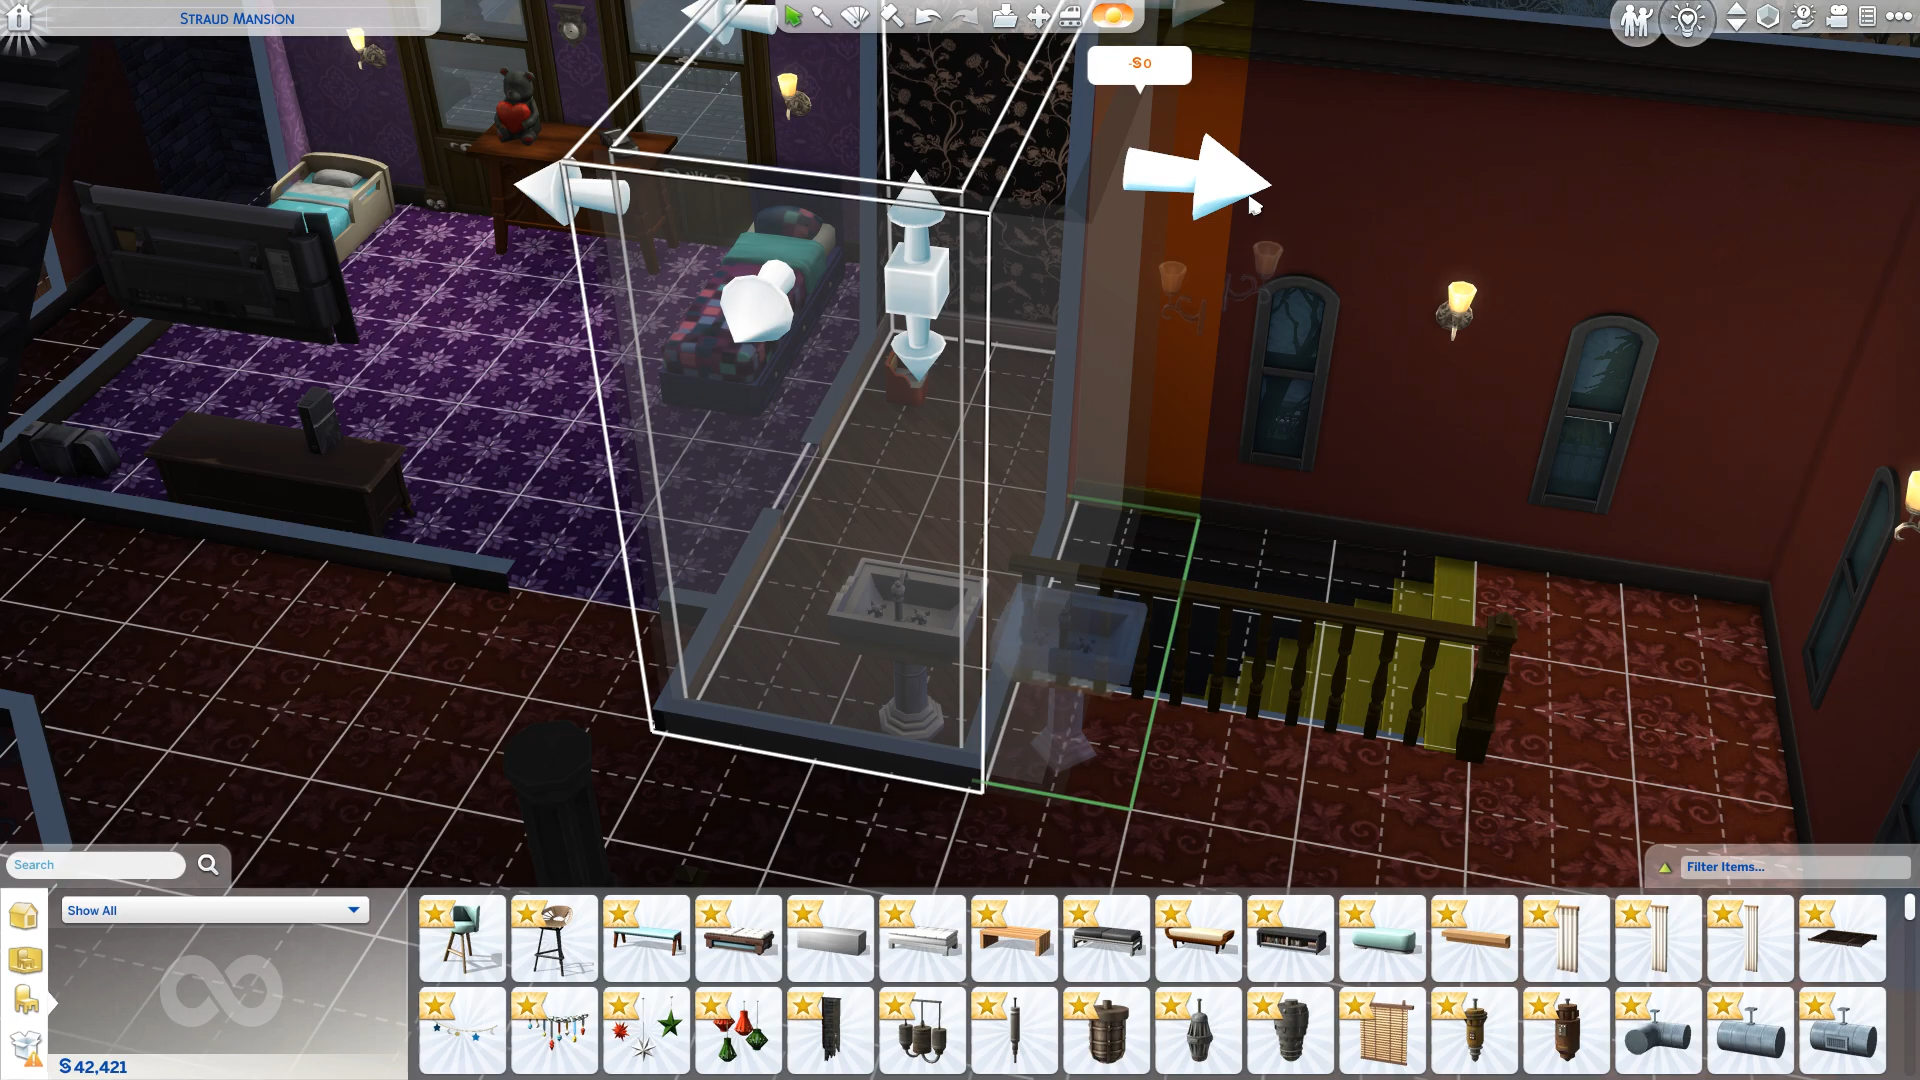 STRAUD MANSION
-§0
Search
Filter Items...
Show All
§42,421